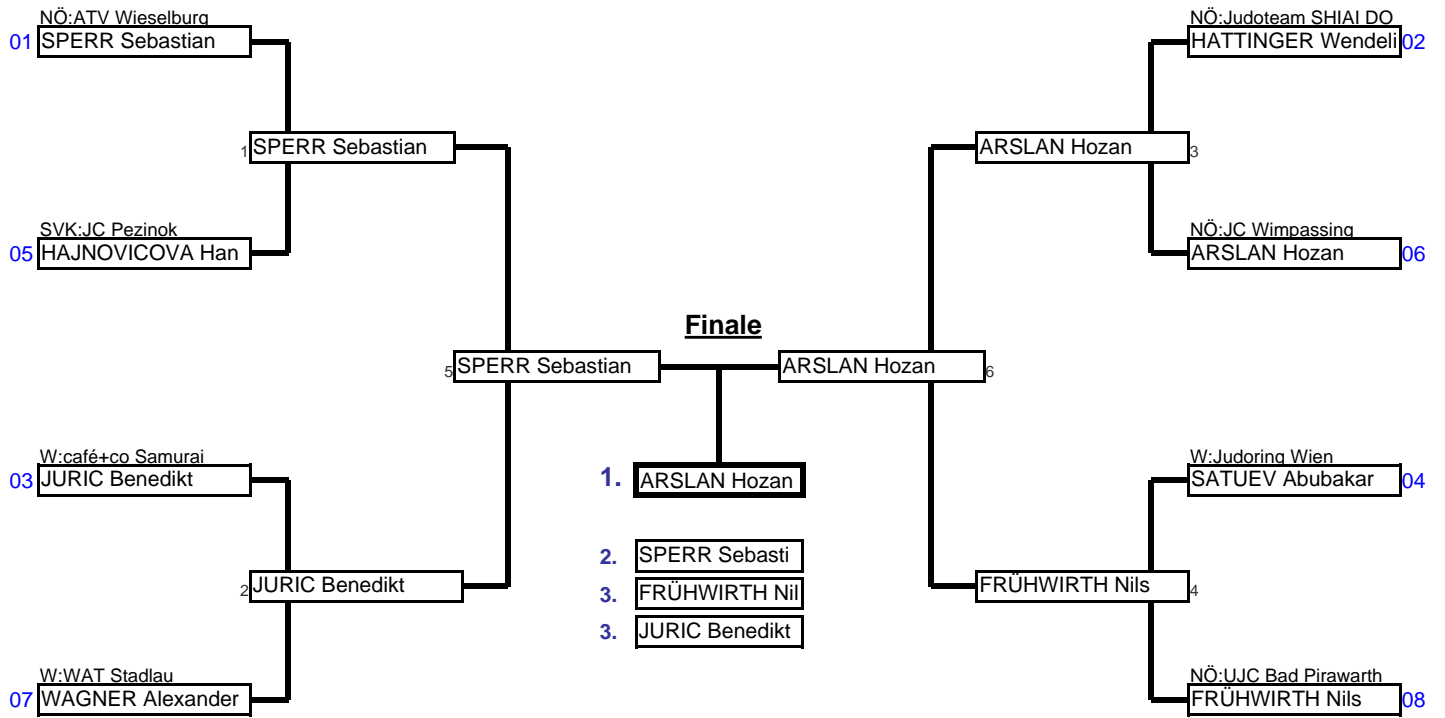 NÖ:ATV Wieselburg
01 SPERR Sebastian
NÖ:Judoteam SHIAI DO
HATTINGER Wendeli 02
1 SPERR Sebastian
ARSLAN Hozan 3
SVK:JC Pezinok
05 HAJNOVICOVA Han
NÖ:JC Wimpassing
ARSLAN Hozan 06
Finale
5 SPERR Sebastian
ARSLAN Hozan 6
W:café+co Samurai
03 JURIC Benedikt
1. ARSLAN Hozan
W:Judoring Wien
SATUEV Abubakar 04
2. SPERR Sebasti
3. FRÜHWIRTH Nil
3. JURIC Benedikt
2 JURIC Benedikt
FRÜHWIRTH Nils 4
W:WAT Stadlau
07 WAGNER Alexander
NÖ:UJC Bad Pirawarth
FRÜHWIRTH Nils 08